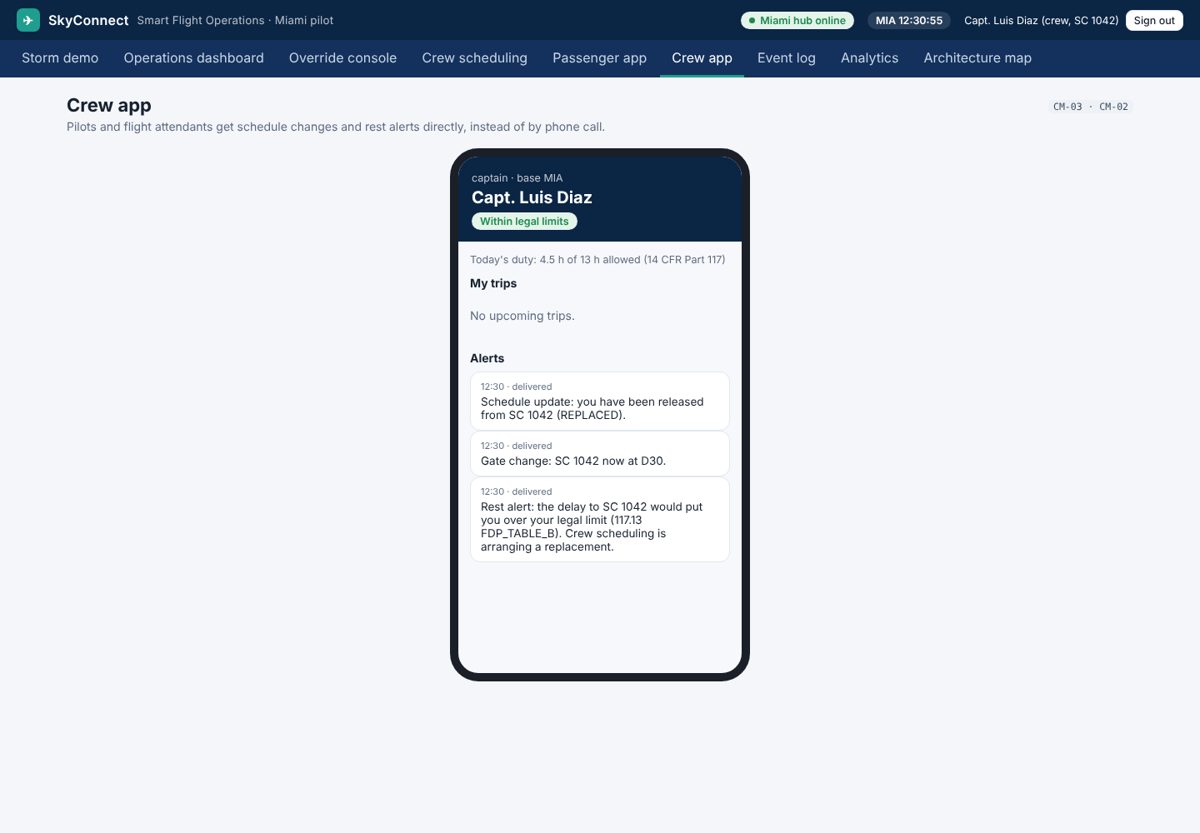 SkyConnect Smart Flight Operations · Miami pilot
Miami hub online
MIA 12:30:55
Capt. Luis Diaz (crew, SC 1042)
Sign out
Storm demo
Operations dashboard
Override console
Crew scheduling
Passenger app
Crew app
Event log
Analytics
Architecture map
Crew app
CM-03 · CM-02
Pilots and flight attendants get schedule changes and rest alerts directly, instead of by phone call.
captain · base MIA
Capt. Luis Diaz
Within legal limits
Today's duty: 4.5 h of 13 h allowed (14 CFR Part 117)
My trips
No upcoming trips.
Alerts
12:30 · delivered
Schedule update: you have been released
from SC 1042 (REPLACED).
12:30 · delivered
Gate change: SC 1042 now at D30.
12:30 · delivered
Rest alert: the delay to SC 1042 would put
you over your legal limit (117.13
FDP_TABLE_B). Crew scheduling is
arranging a replacement.